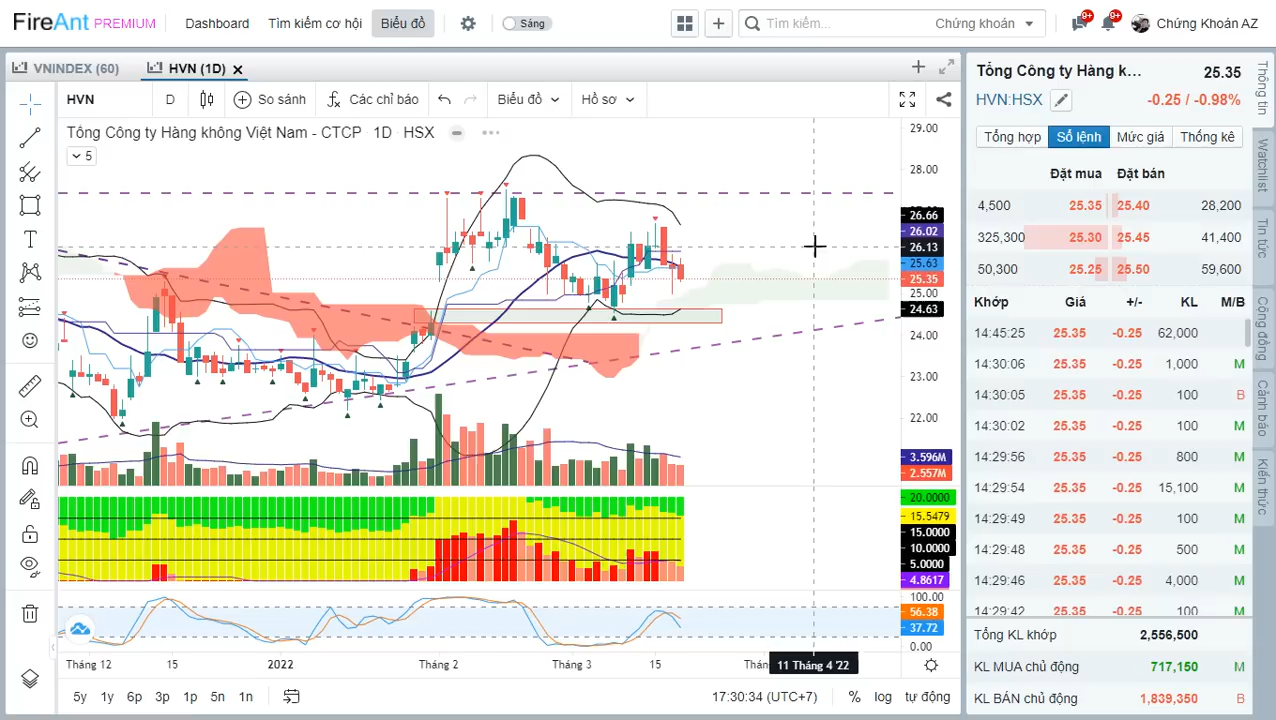 FireAnt PREMIUM
Dashboard
Tìm kiếm cơ hội
Biểu đồ
Sáng
Tìm kiếm...
Chứng khoán
9+
9+
Chứng Khoán AZ
VNINDEX (60)
HVN (1D)
HVN
D
So sánh
Các chỉ báo
Biểu đồ
Hồ sơ
Tổng Công ty Hàng không Việt Nam - CTCP 1D HSX
5
29.00
28.00
26.66
26.02
26.13
25.63
25.35
25.00
24.63
24.00
23.00
22.00
3.596M
2.557M
20.0000
15.5479
15.0000
10.0000
5.0000
4.8617
100.00
56.38
37.72
0.00
Tháng 12
15
2022
Tháng 2
Tháng 3
15
11 Tháng 4 '22
5y
1y
6p
3p
1p
5n
1n
17:30:34 (UTC+7)
%
log
tự động
Tổng Công ty Hàng k...
25.35
HVN:HSX
-0.25 / -0.98%
Tổng hợp
Sổ lệnh
Mức giá
Thống kê
Đặt mua Đặt bán
4,500 25.35 25.40 28,200
325,300 25.30 25.45 41,400
50,300 25.25 25.50 59,600
Khớp Giá +/- KL M/B
14:45:25 25.35 -0.25 62,000
14:30:06 25.35 -0.25 1,000 M
14:30:05 25.35 -0.25 100 B
14:30:02 25.35 -0.25 100 M
14:29:56 25.35 -0.25 800 M
14:29:54 25.35 -0.25 15,100 M
14:29:49 25.35 -0.25 100 M
14:29:48 25.35 -0.25 500 M
14:29:46 25.35 -0.25 4,000 M
14:29:42 25.35 -0.25 100 M
Tổng KL khớp 2,556,500
KL MUA chủ động 717,150 M
KL BÁN chủ động 1,839,350 B
Thông tin
Watchlist
Tin tức
Cộng đồng
Cảnh báo
Kiến thức